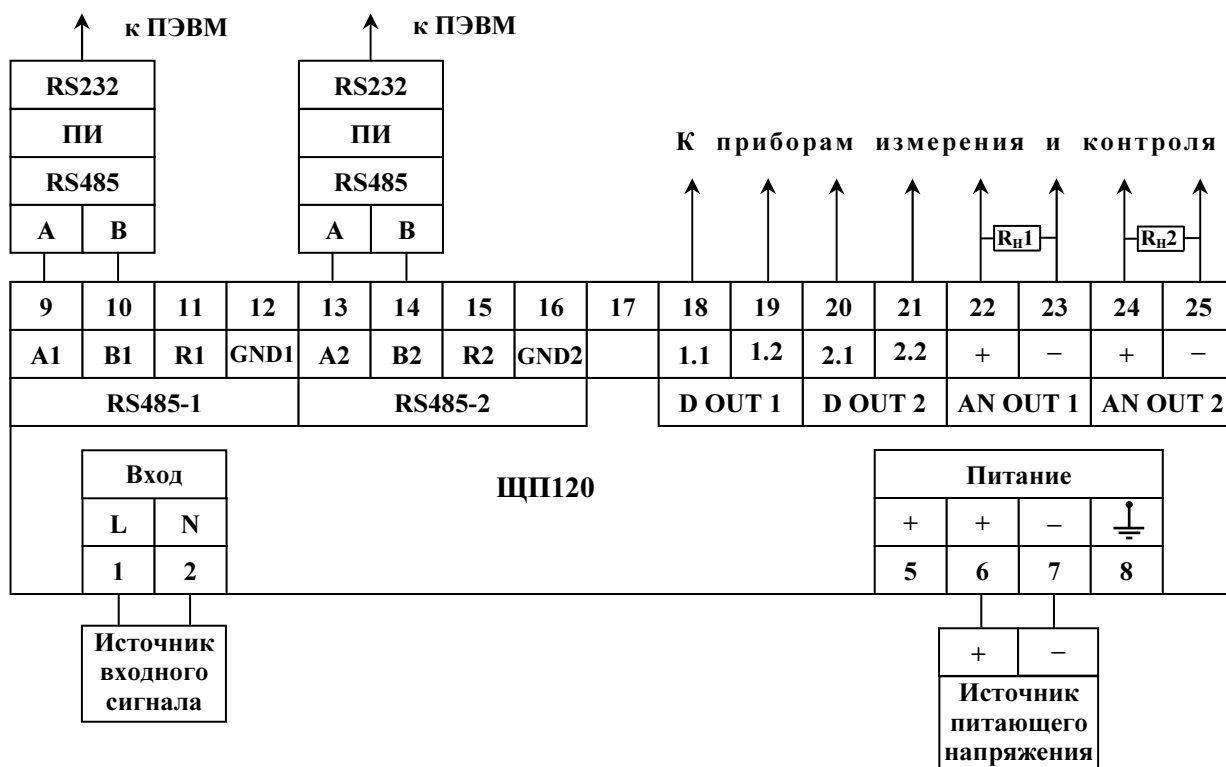 к ПЭВМ к ПЭВМ
RS232 RS232
ПИ ПИ
RS485 RS485
К приборам измерения и контроля
A B A B
Rн1 Rн2
9 10 11 12 13 14 15 16 17 18 19 20 21 22 23 24 25
A1 B1 R1 GND1 A2 B2 R2 GND2 1.1 1.2 2.1 2.2 + − + −
RS485-1 RS485-2 D OUT 1 D OUT 2 AN OUT 1 AN OUT 2
Вход ЩП120 Питание
L N + + −
1 2 5 6 7 8
Источник
входного
сигнала
+ −
Источник
питающего
напряжения